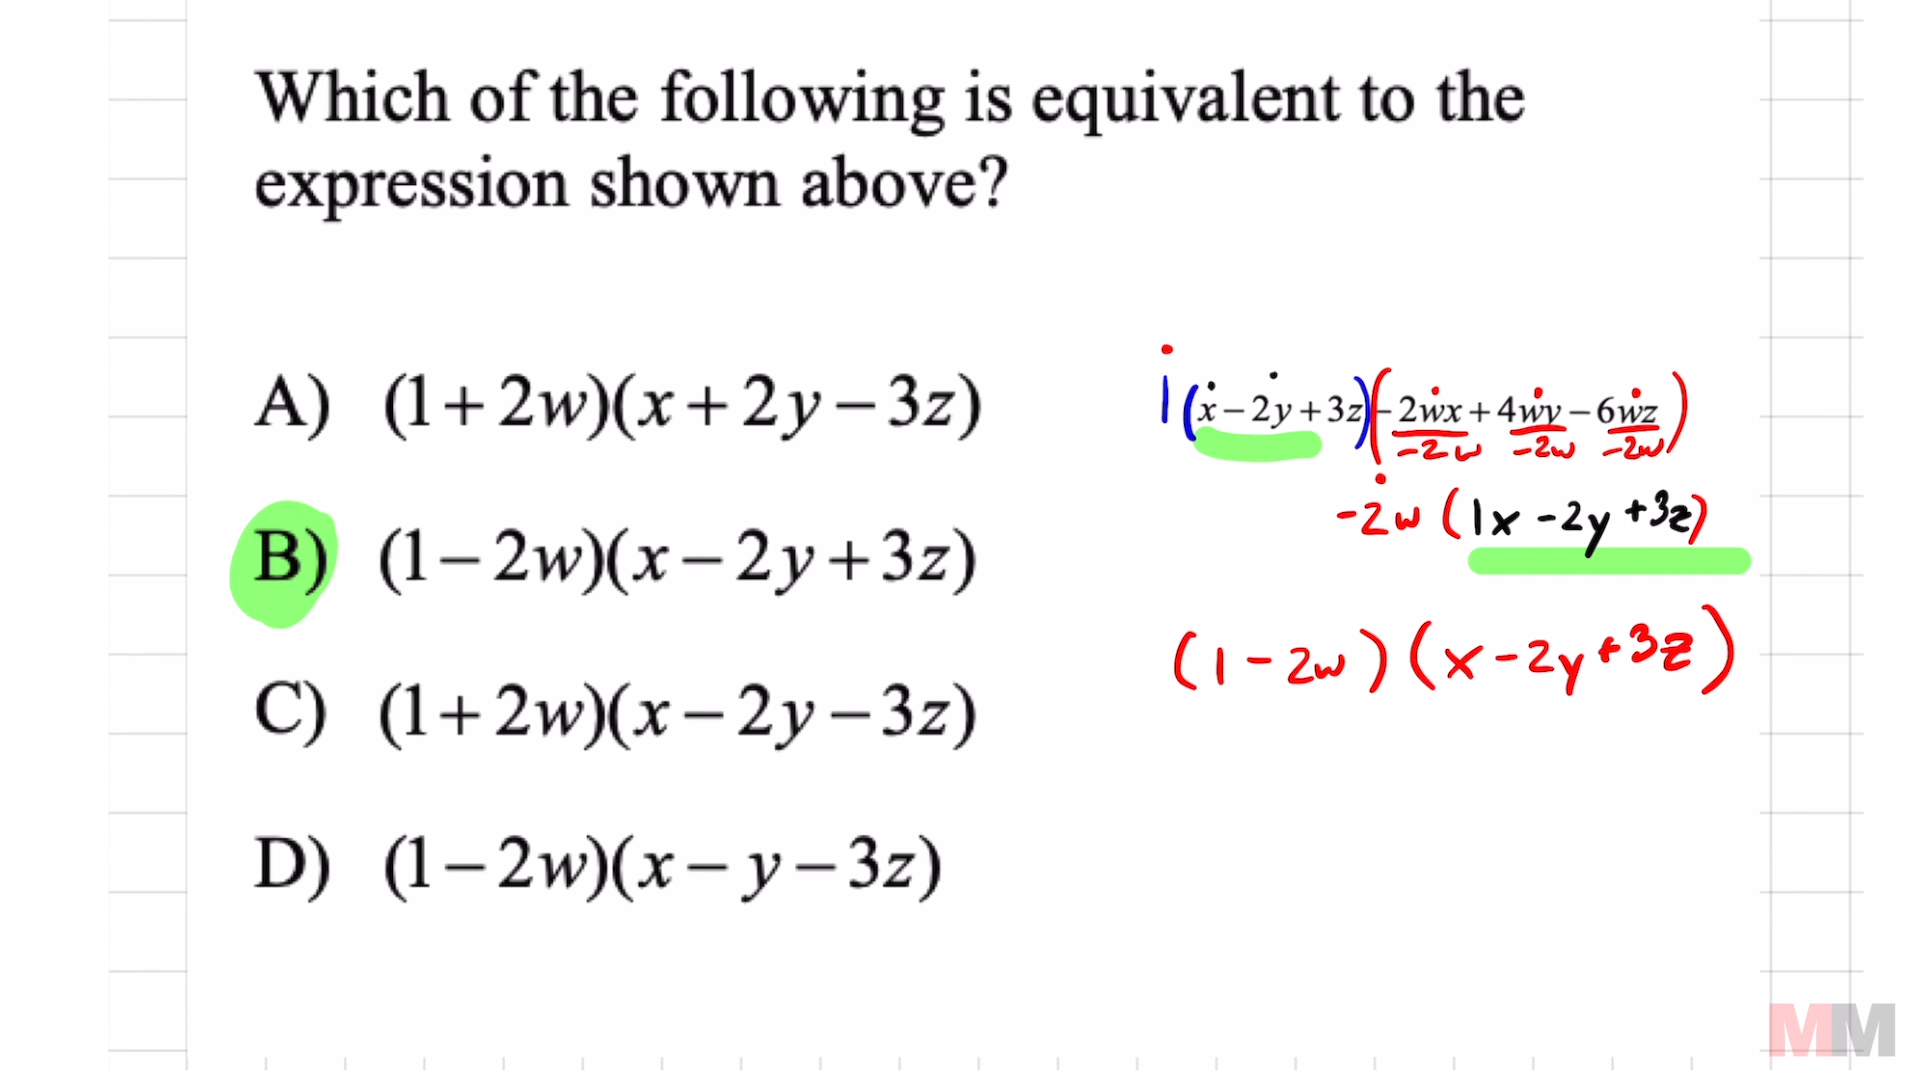 Which of the following is equivalent to the
expression shown above?
A) (1+2w)(x+2y−3z)
B) (1−2w)(x−2y+3z)
C) (1+2w)(x−2y−3z)
D) (1−2w)(x−y−3z)
1(x−2y+3z)(−2wx+4wy−6wz)
-2w -2w -2w
-2w (1x -2y +3z)
(1-2w) (x-2y+3z)
MM